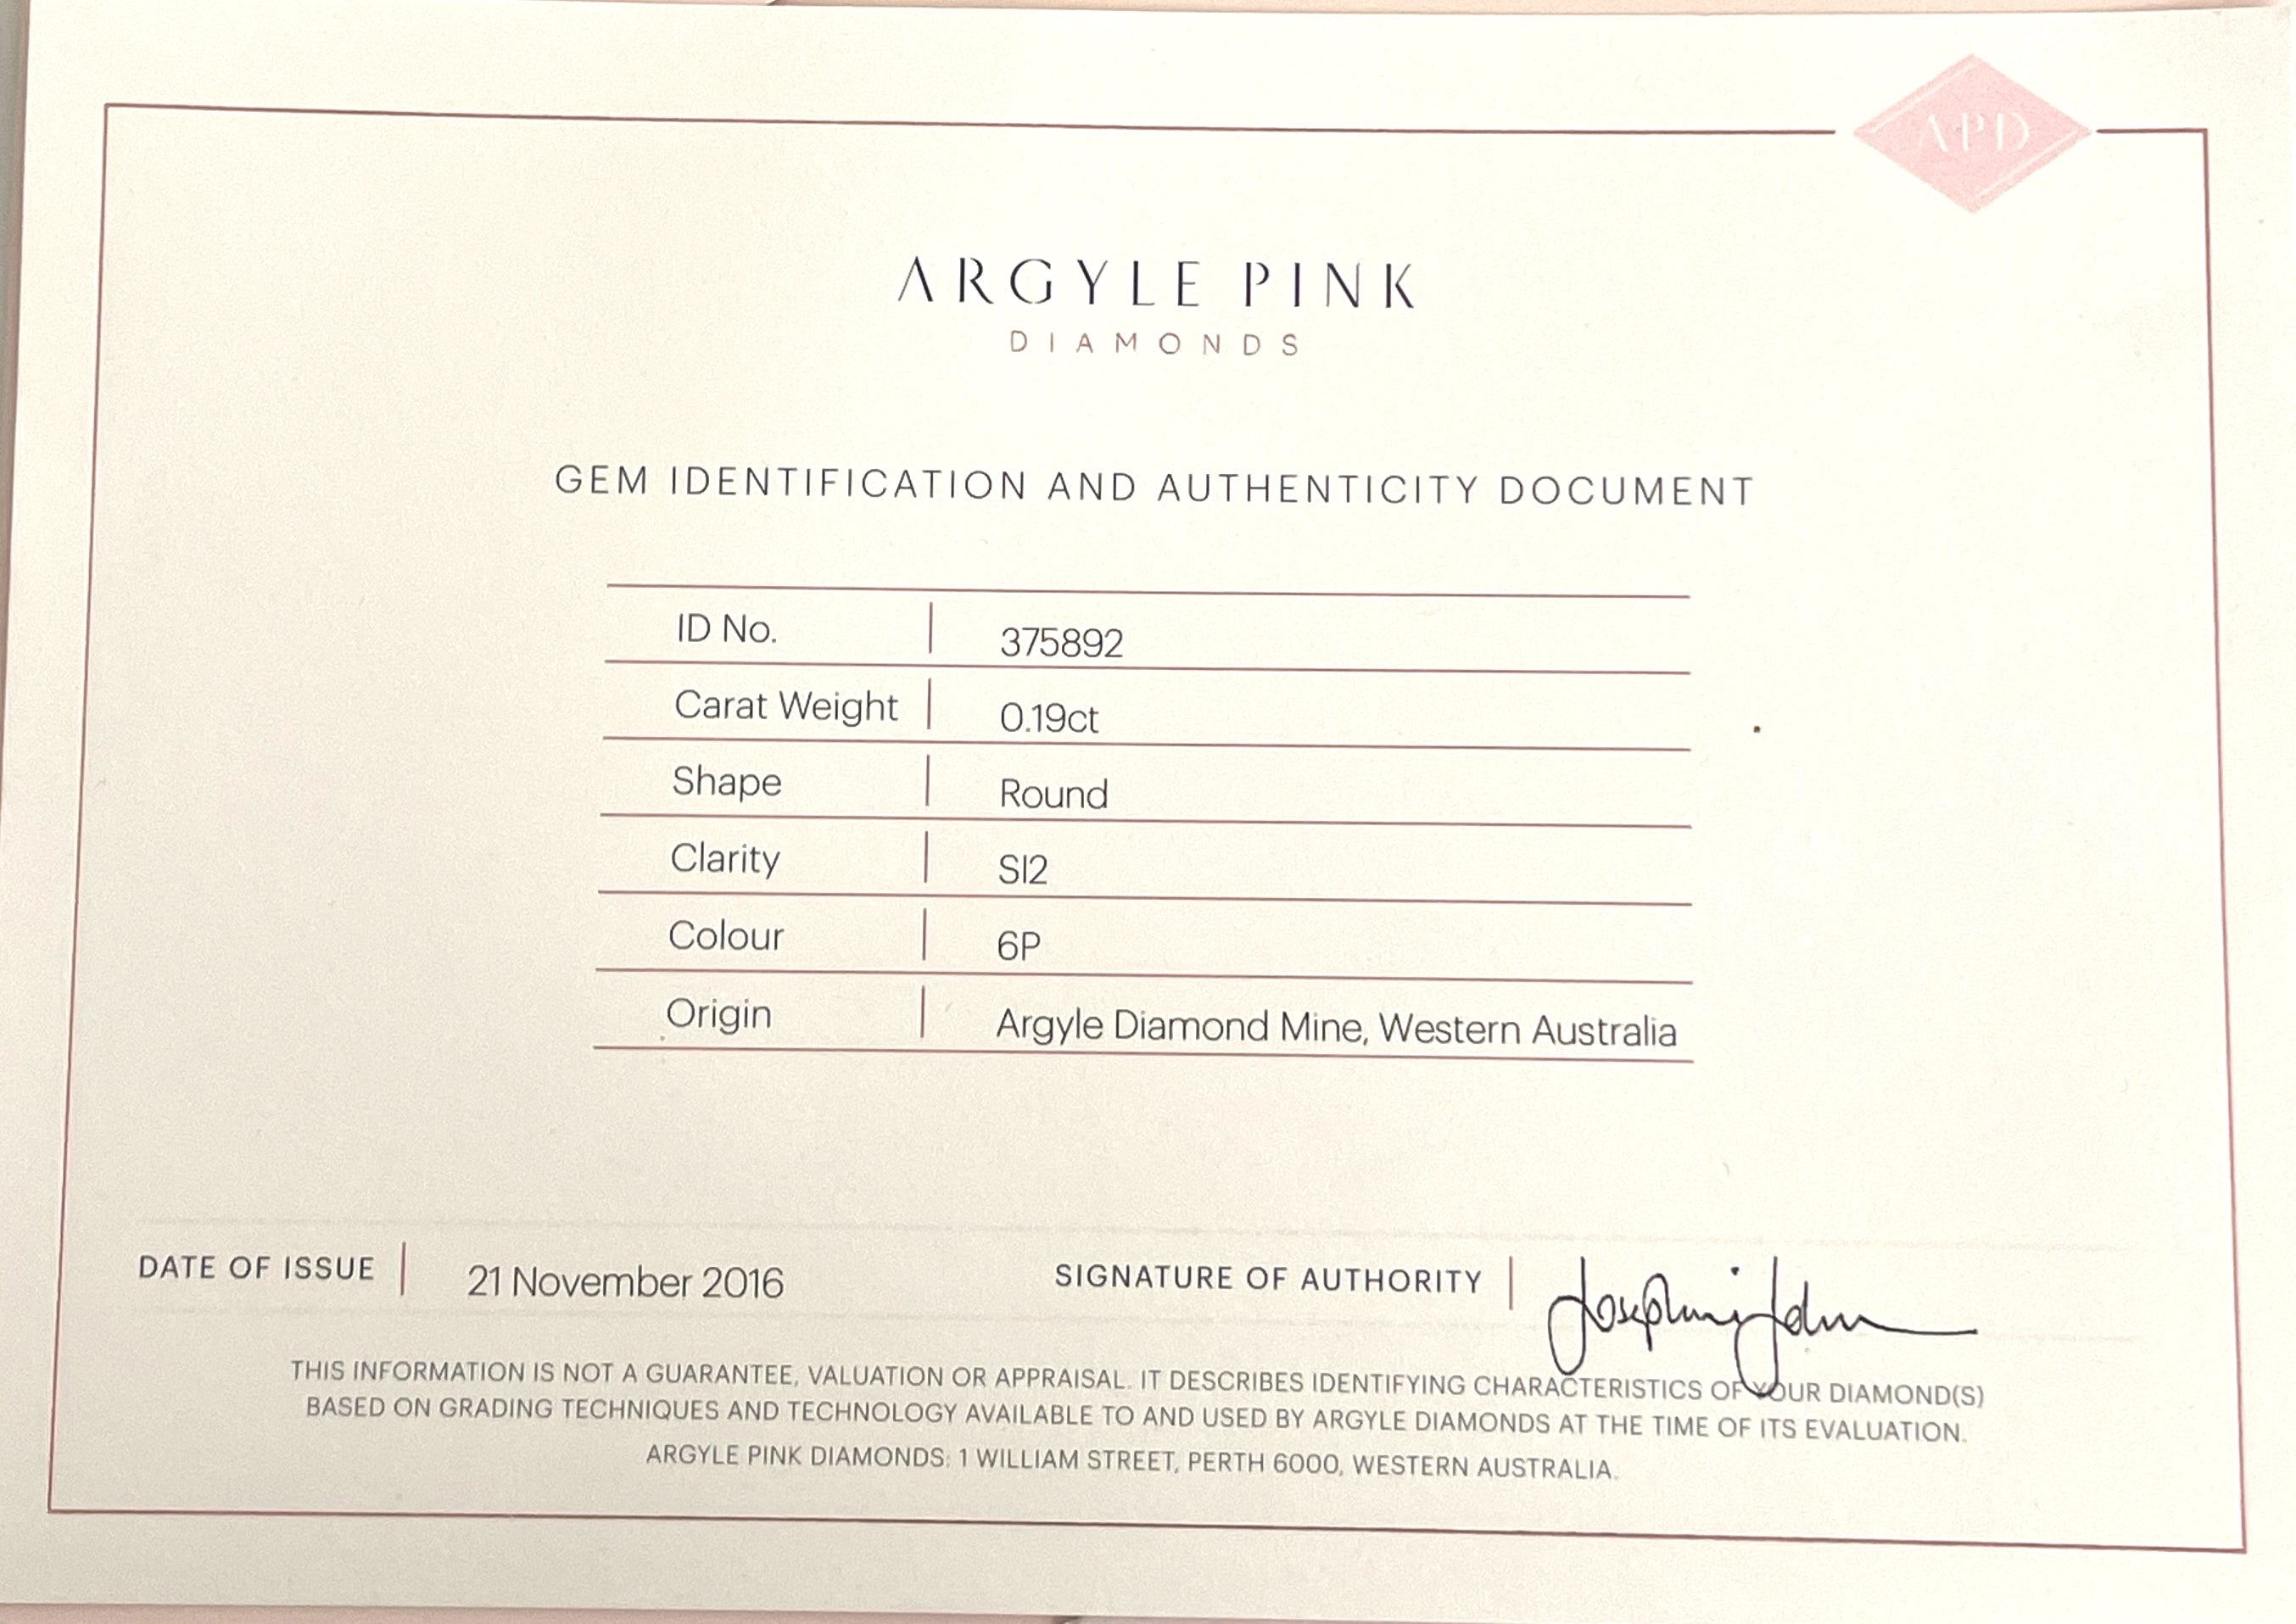 APD
ARGYLE PINK
DIAMONDS
GEM IDENTIFICATION AND AUTHENTICITY DOCUMENT
ID No. 375892
Carat Weight 0.19ct
Shape Round
Clarity SI2
Colour 6P
Origin Argyle Diamond Mine, Western Australia
DATE OF ISSUE 21 November 2016 SIGNATURE OF AUTHORITY
THIS INFORMATION IS NOT A GUARANTEE, VALUATION OR APPRAISAL. IT DESCRIBES IDENTIFYING CHARACTERISTICS OF YOUR DIAMOND(S)
BASED ON GRADING TECHNIQUES AND TECHNOLOGY AVAILABLE TO AND USED BY ARGYLE DIAMONDS AT THE TIME OF ITS EVALUATION.
ARGYLE PINK DIAMONDS: 1 WILLIAM STREET, PERTH 6000, WESTERN AUSTRALIA.